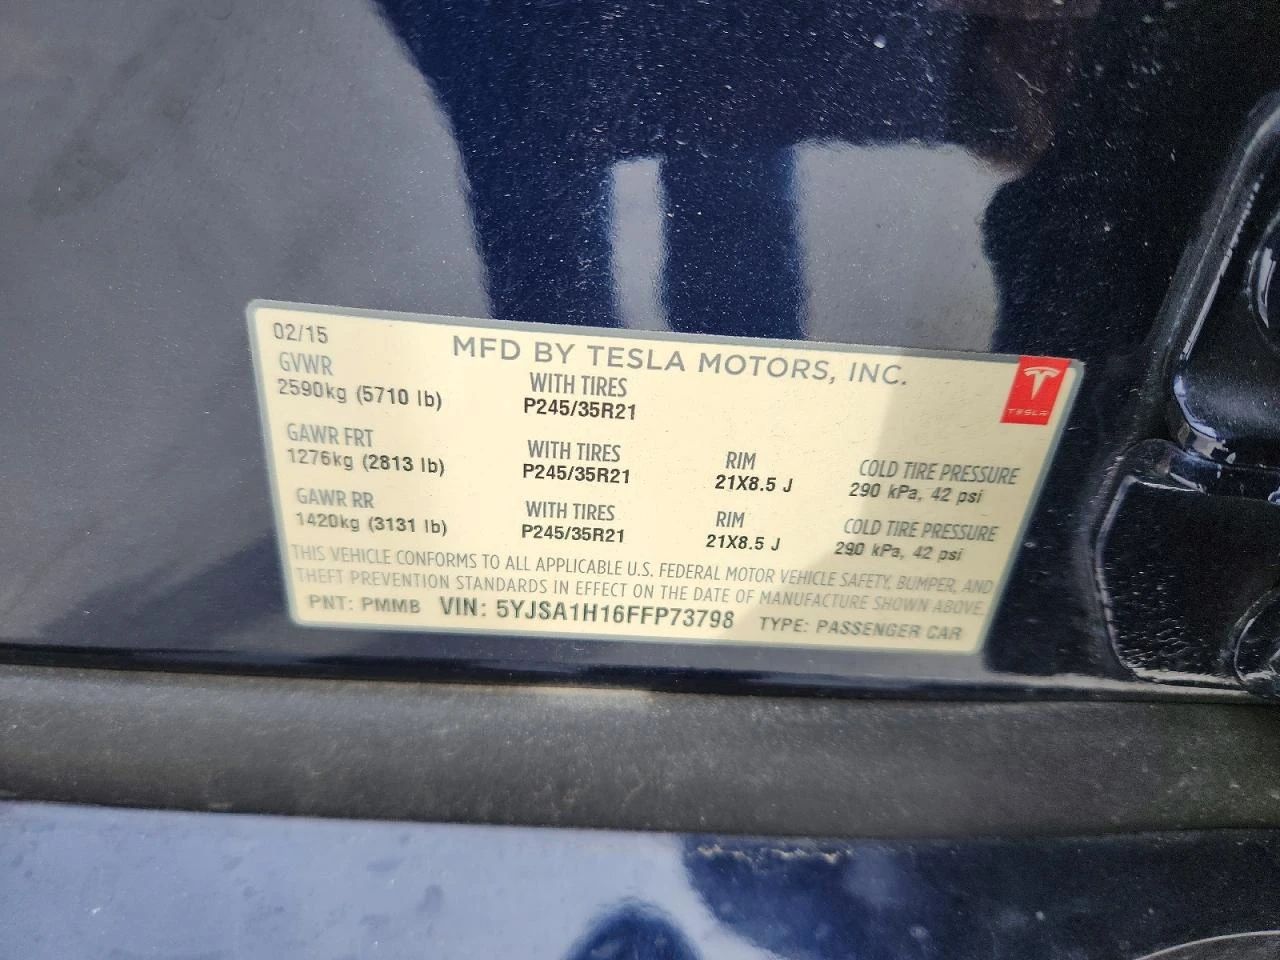 02/15
MFD BY TESLA MOTORS, INC.
TESLA
GVWR
2590kg (5710 lb)
WITH TIRES
P245/35R21
GAWR FRT
1276kg (2813 lb)
WITH TIRES
P245/35R21
RIM
21X8.5 J
COLD TIRE PRESSURE
290 kPa, 42 psi
GAWR RR
1420kg (3131 lb)
WITH TIRES
P245/35R21
RIM
21X8.5 J
COLD TIRE PRESSURE
290 kPa, 42 psi
THIS VEHICLE CONFORMS TO ALL APPLICABLE U.S. FEDERAL MOTOR VEHICLE SAFETY, BUMPER, AND
THEFT PREVENTION STANDARDS IN EFFECT ON THE DATE OF MANUFACTURE SHOWN ABOVE.
PNT: PMMB VIN: 5YJSA1H16FFP73798 TYPE: PASSENGER CAR